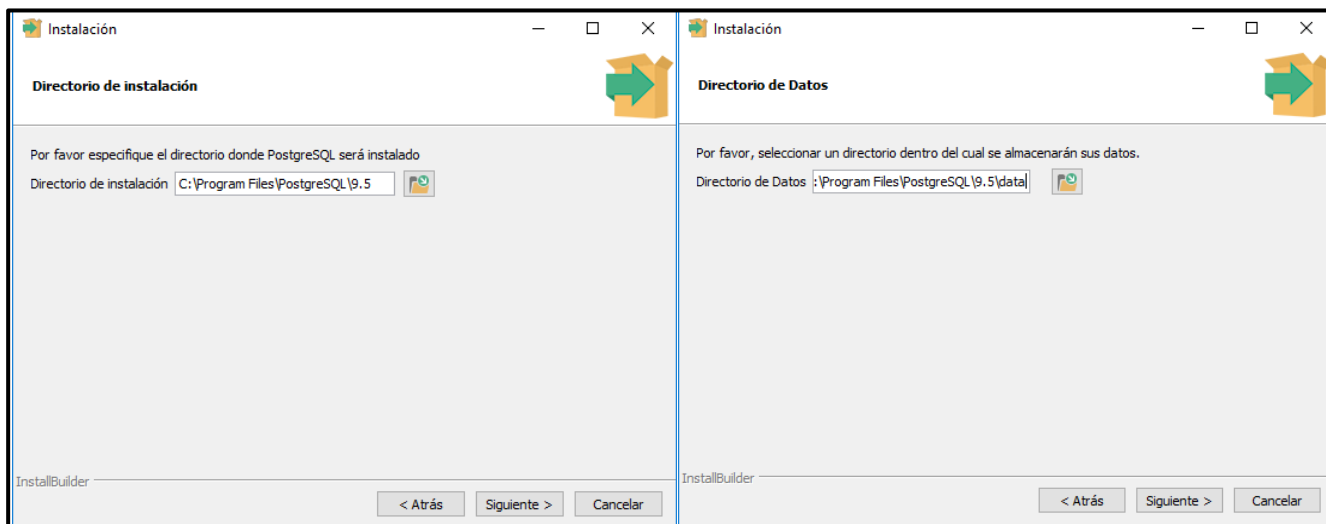 Instalación
Directorio de instalación
Por favor especifique el directorio donde PostgreSQL será instalado
Directorio de instalación C:\Program Files\PostgreSQL\9.5
InstallBuilder
< Atrás Siguiente > Cancelar
Instalación
Directorio de Datos
Por favor, seleccionar un directorio dentro del cual se almacenarán sus datos.
Directorio de Datos :\Program Files\PostgreSQL\9.5\data
InstallBuilder
< Atrás Siguiente > Cancelar